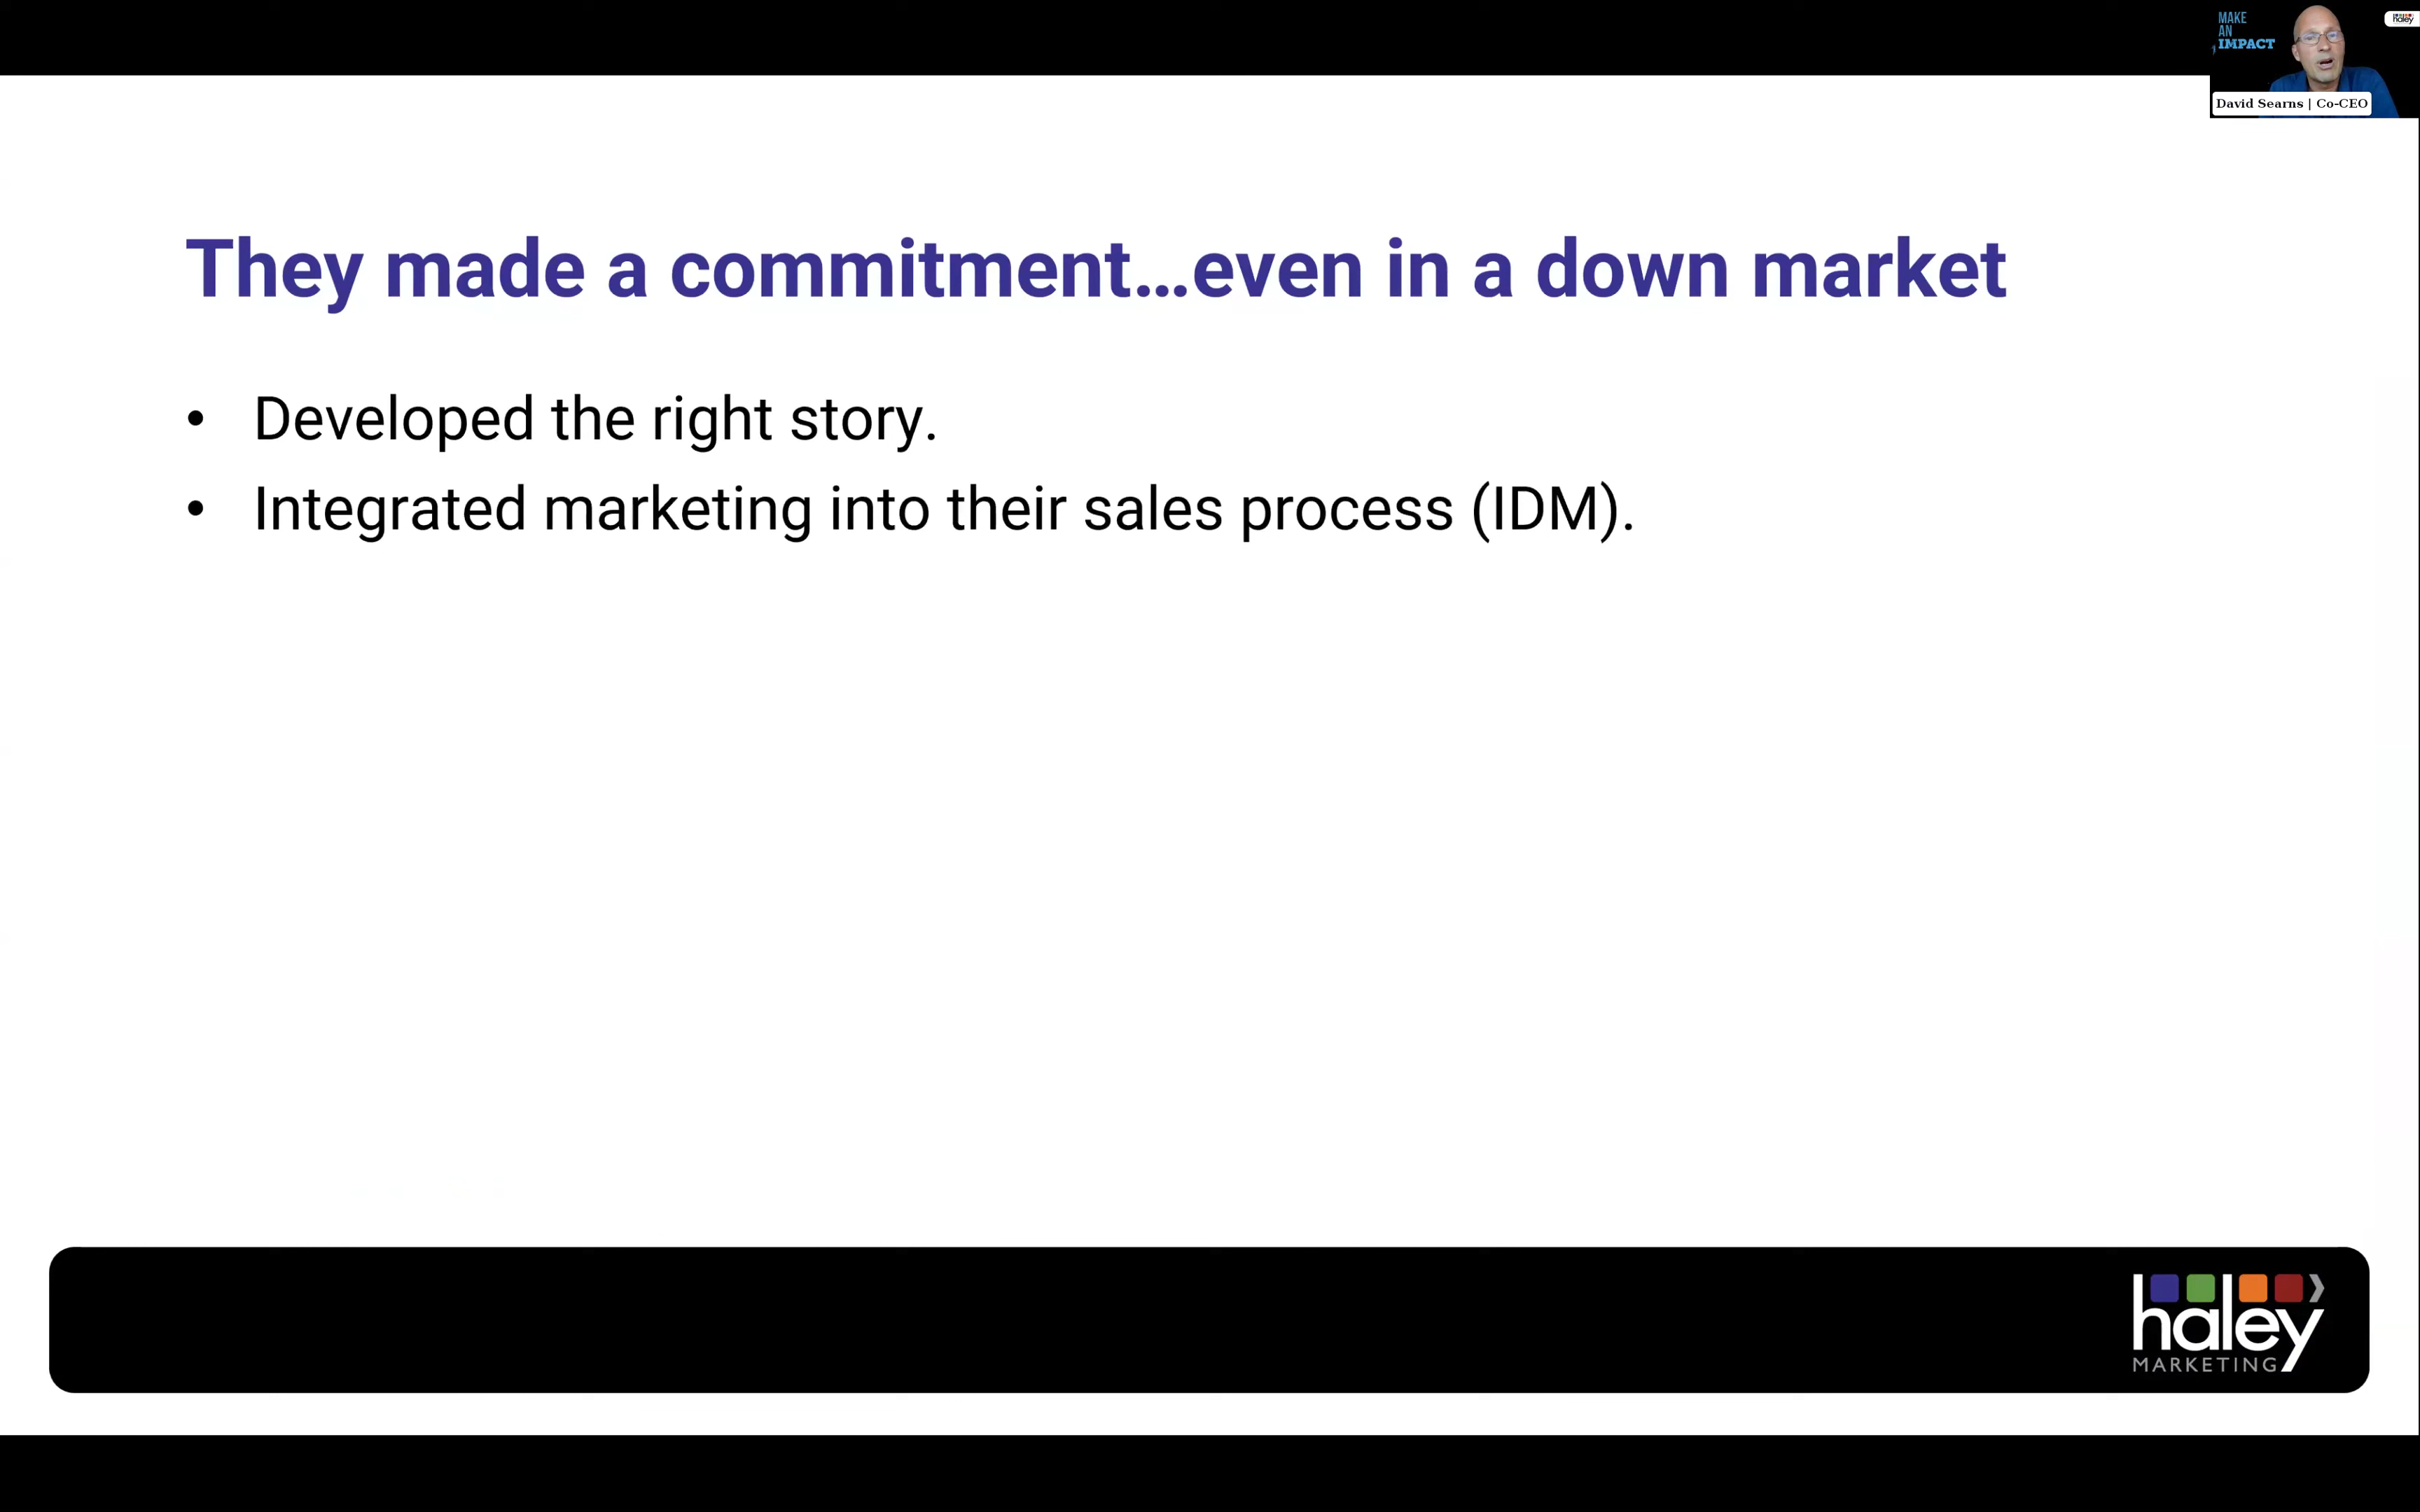 MAKE
AN
IMPACT
haley
David Searns | Co-CEO
They made a commitment...even in a down market
• Developed the right story.
• Integrated marketing into their sales process (IDM).
haley
MARKETING